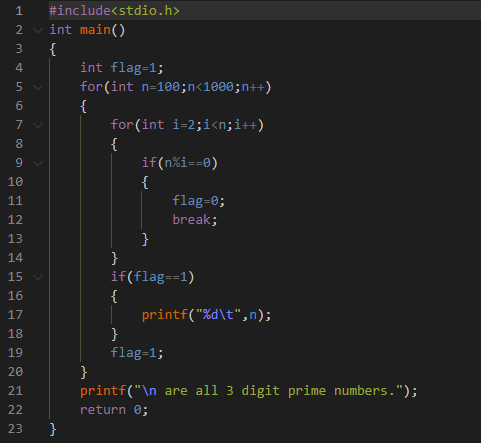 1 #include<stdio.h>
2 int main()
3 {
4     int flag=1;
5     for(int n=100;n<1000;n++)
6     {
7         for(int i=2;i<n;i++)
8         {
9             if(n%i==0)
10             {
11                 flag=0;
12                 break;
13             }
14         }
15         if(flag==1)
16         {
17             printf("%d\t",n);
18         }
19         flag=1;
20     }
21     printf("\n are all 3 digit prime numbers.");
22     return 0;
23 }